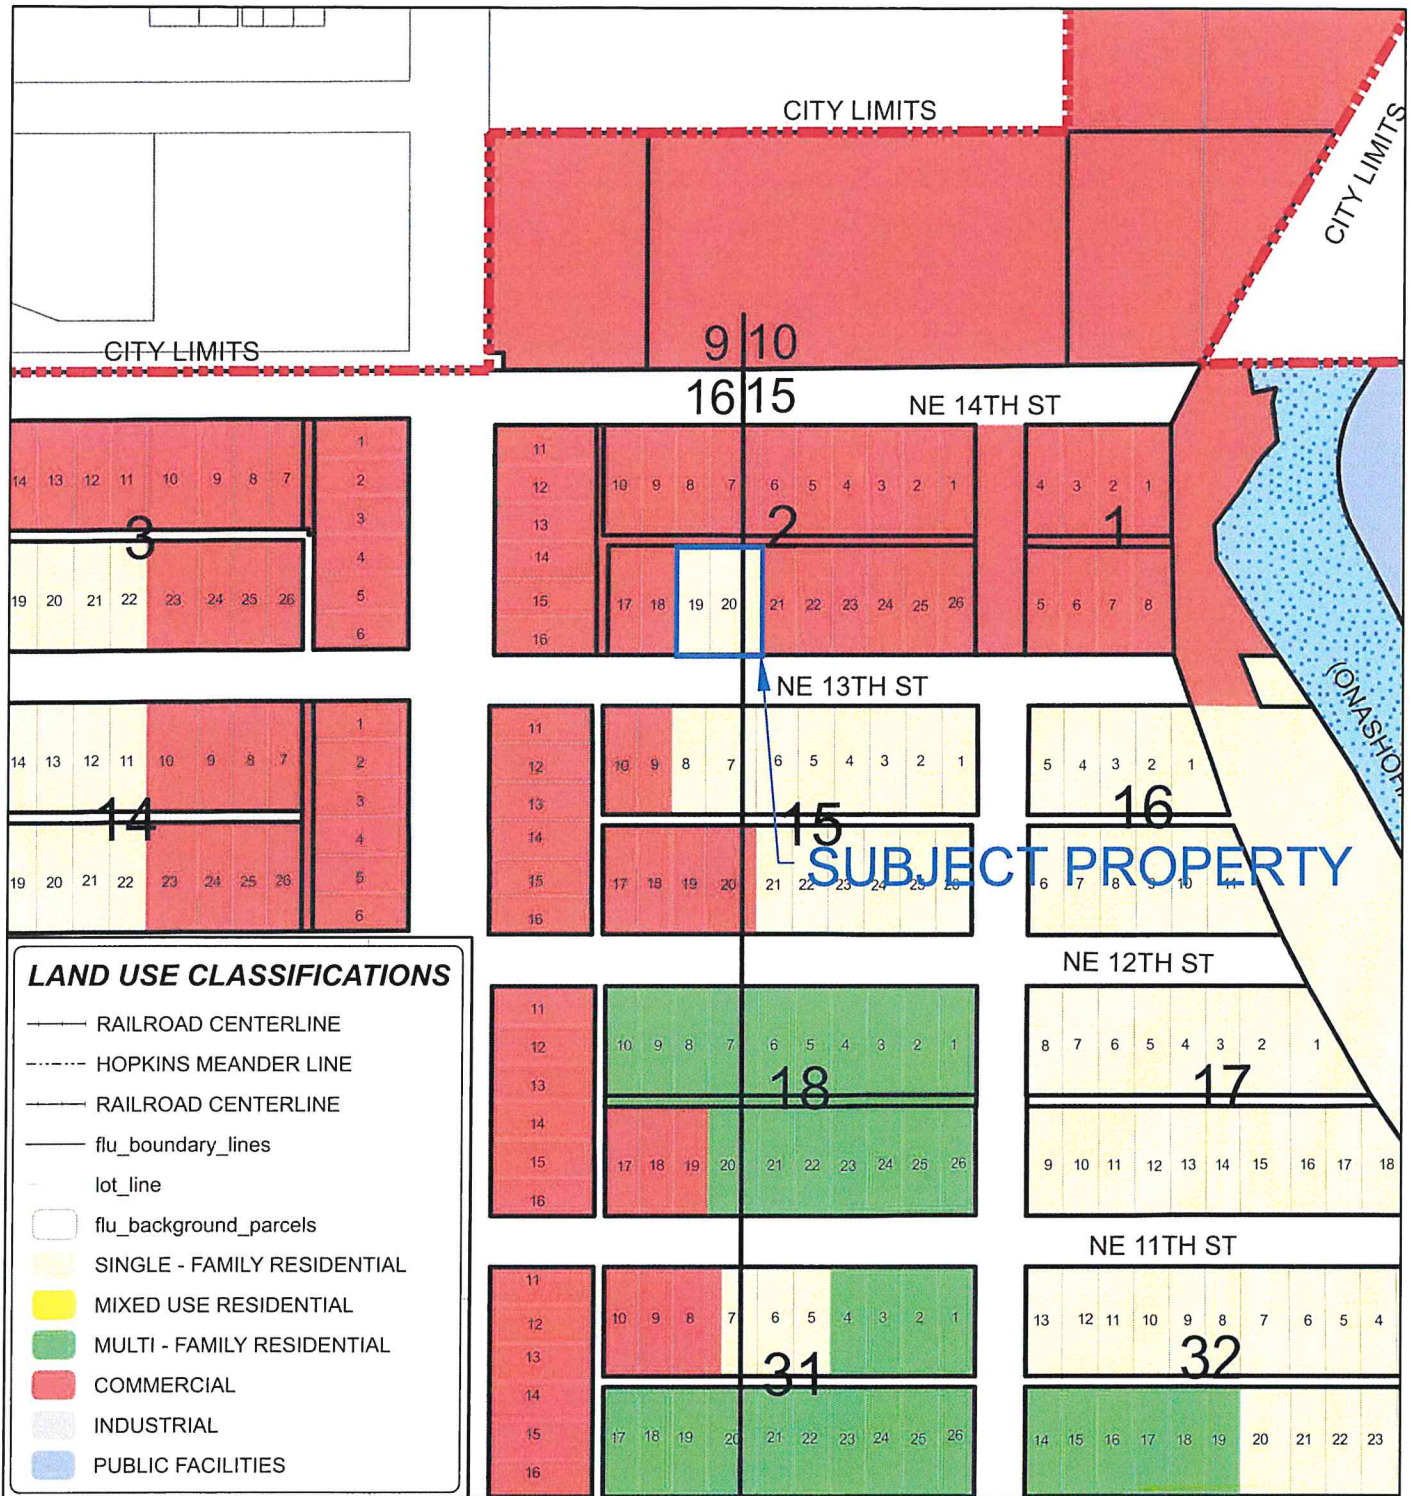 CITY LIMITS
CITY LIMITS
CITY LIMITS
9 10
16 15
NE 14TH ST
14 13 12 11 10 9 8 7
1
2
3
4
5
6
3
19 20 21 22 23 24 25 26
11
12
13
14
15
16
10 9 8 7 6 5 4 3 2 1
2
17 18 19 20 21 22 23 24 25 26
4 3 2 1
1
5 6 7 8
NE 13TH ST
14 13 12 11 10 9 8 7
1
2
3
4
5
6
14
19 20 21 22 23 24 25 26
11
12
13
14
15
16
10 9 8 7 6 5 4 3 2 1
15
17 18 19 20 21 22 23 24 25 26
5 4 3 2 1
16
6 7 8 9 10 11
SUBJECT PROPERTY
NE 12TH ST
11
12
13
14
15
16
10 9 8 7 6 5 4 3 2 1
18
17 18 19 20 21 22 23 24 25 26
8 7 6 5 4 3 2 1
17
9 10 11 12 13 14 15 16 17 18
NE 11TH ST
11
12
13
14
15
16
10 9 8 7 6 5 4 3 2 1
31
17 18 19 20 21 22 23 24 25 26
13 12 11 10 9 8 7 6 5 4
32
14 15 16 17 18 19 20 21 22 23
LAND USE CLASSIFICATIONS
RAILROAD CENTERLINE
HOPKINS MEANDER LINE
RAILROAD CENTERLINE
flu_boundary_lines
lot_line
flu_background_parcels
SINGLE - FAMILY RESIDENTIAL
MIXED USE RESIDENTIAL
MULTI - FAMILY RESIDENTIAL
COMMERCIAL
INDUSTRIAL
PUBLIC FACILITIES